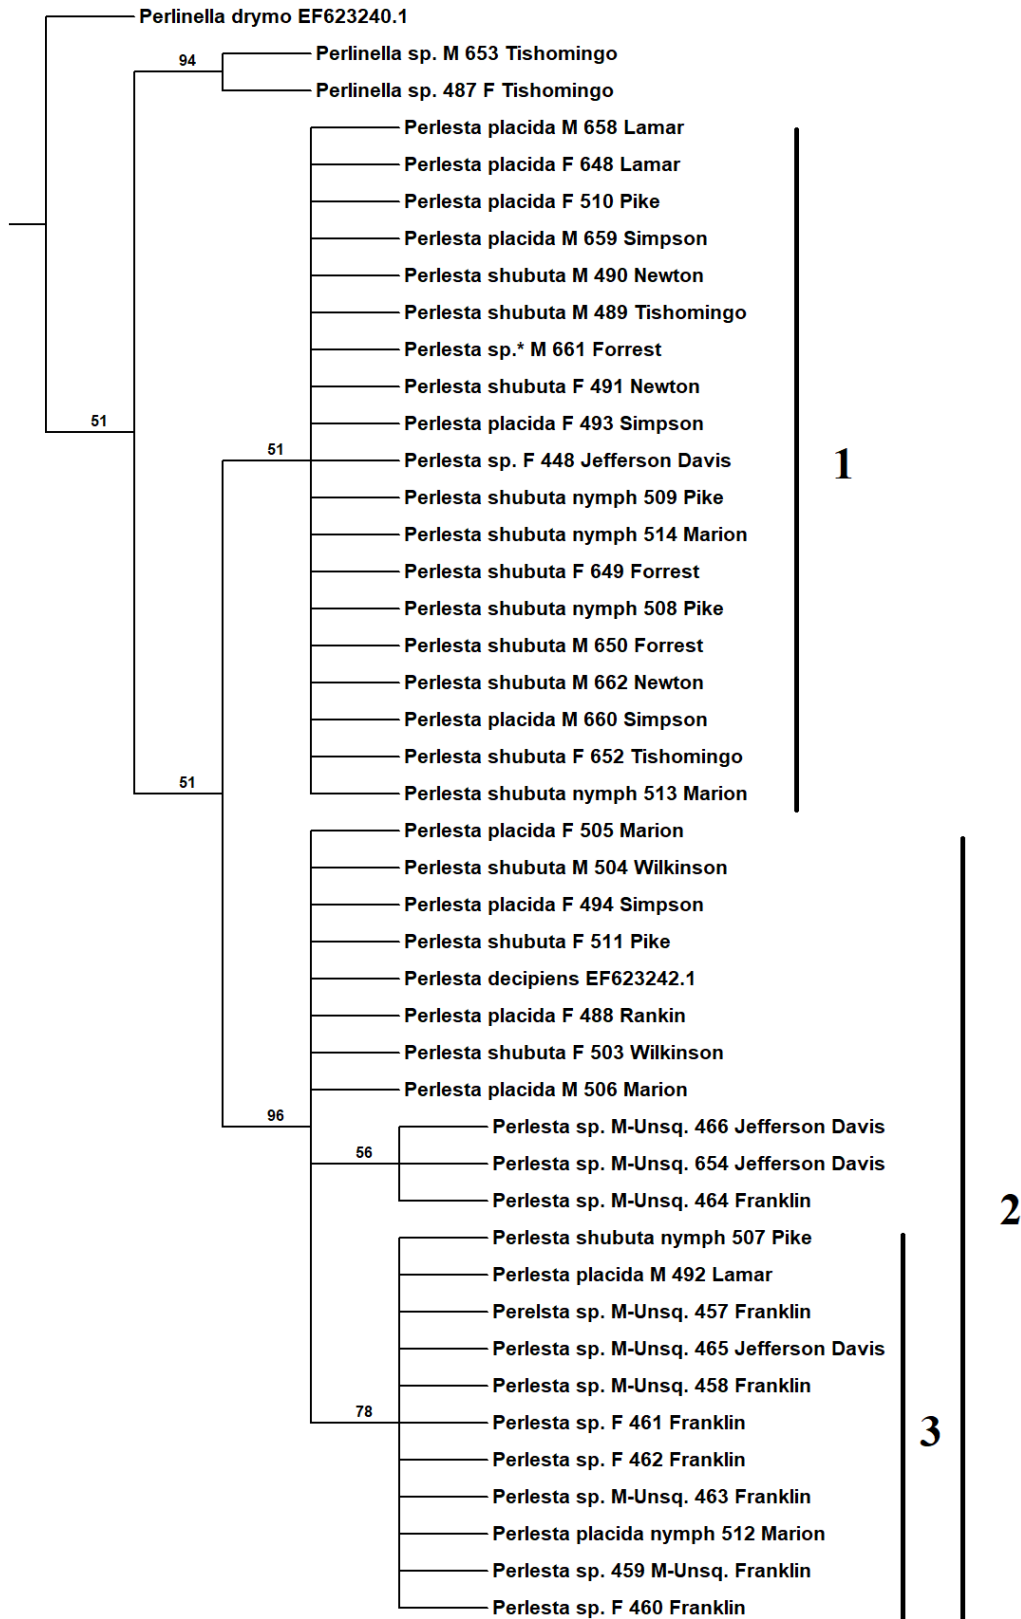 Perlinella drymo EF623240.1
94
Perlinella sp. M 653 Tishomingo
Perlinella sp. 487 F Tishomingo
Perlesta placida M 658 Lamar
Perlesta placida F 648 Lamar
Perlesta placida F 510 Pike
Perlesta placida M 659 Simpson
Perlesta shubuta M 490 Newton
Perlesta shubuta M 489 Tishomingo
Perlesta sp.* M 661 Forrest
Perlesta shubuta F 491 Newton
51
Perlesta placida F 493 Simpson
51
Perlesta sp. F 448 Jefferson Davis
1
Perlesta shubuta nymph 509 Pike
Perlesta shubuta nymph 514 Marion
Perlesta shubuta F 649 Forrest
Perlesta shubuta nymph 508 Pike
Perlesta shubuta M 650 Forrest
Perlesta shubuta M 662 Newton
Perlesta placida M 660 Simpson
Perlesta shubuta F 652 Tishomingo
51
Perlesta shubuta nymph 513 Marion
Perlesta placida F 505 Marion
Perlesta shubuta M 504 Wilkinson
Perlesta placida F 494 Simpson
Perlesta shubuta F 511 Pike
Perlesta decipiens EF623242.1
Perlesta placida F 488 Rankin
Perlesta shubuta F 503 Wilkinson
Perlesta placida M 506 Marion
96
Perlesta sp. M-Unsq. 466 Jefferson Davis
56
Perlesta sp. M-Unsq. 654 Jefferson Davis
Perlesta sp. M-Unsq. 464 Franklin
2
Perlesta shubuta nymph 507 Pike
Perlesta placida M 492 Lamar
Perelsta sp. M-Unsq. 457 Franklin
Perlesta sp. M-Unsq. 465 Jefferson Davis
Perlesta sp. M-Unsq. 458 Franklin
78
Perlesta sp. F 461 Franklin
3
Perlesta sp. F 462 Franklin
Perlesta sp. M-Unsq. 463 Franklin
Perlesta placida nymph 512 Marion
Perlesta sp. 459 M-Unsq. Franklin
Perlesta sp. F 460 Franklin